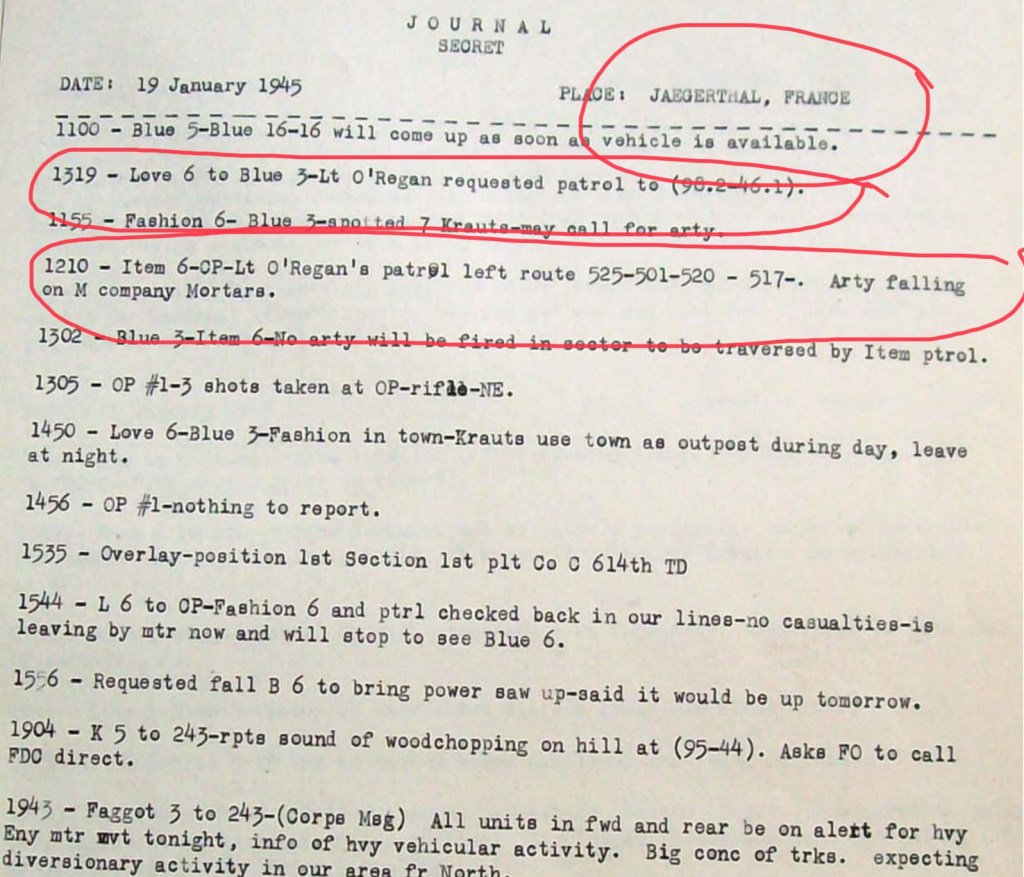 JOURNAL
SECRET
DATE: 19 January 1945 PLACE: JAEGERTHAL, FRANCE
1100 - Blue 5-Blue 16-16 will come up as soon as vehicle is available.
1319 - Love 6 to Blue 3-Lt O'Regan requested patrol to (98.2-46.1).
1155 - Fashion 6- Blue 3-spotted 7 Krauts-may call for arty.
1210 - Item 6-CP-Lt O'Regan's patrol left route 525-501-520 - 517-. Arty falling
on M company Mortars.
1302 - Blue 3-Item 6-No arty will be fired in sector to be traversed by Item ptrol.
1305 - OP #1-3 shots taken at OP-rifle-NE.
1450 - Love 6-Blue 3-Fashion in town-Krauts use town as outpost during day, leave
at night.
1456 - OP #1-nothing to report.
1535 - Overlay-position 1st Section 1st plt Co C 614th TD
1544 - L 6 to OP-Fashion 6 and ptrl checked back in our lines-no casualties-is
leaving by mtr now and will stop to see Blue 6.
1556 - Requested fall B 6 to bring power saw up-said it would be up tomorrow.
1904 - K 5 to 243-rpts sound of woodchopping on hill at (95-44). Asks FO to call
FDC direct.
1943 - Faggot 3 to 243-(Corps Msg) All units in fwd and rear be on alert for hvy
Eny mtr mvt tonight, info of hvy vehicular activity. Big conc of trks. expecting
diversionary activity in our area fr North.